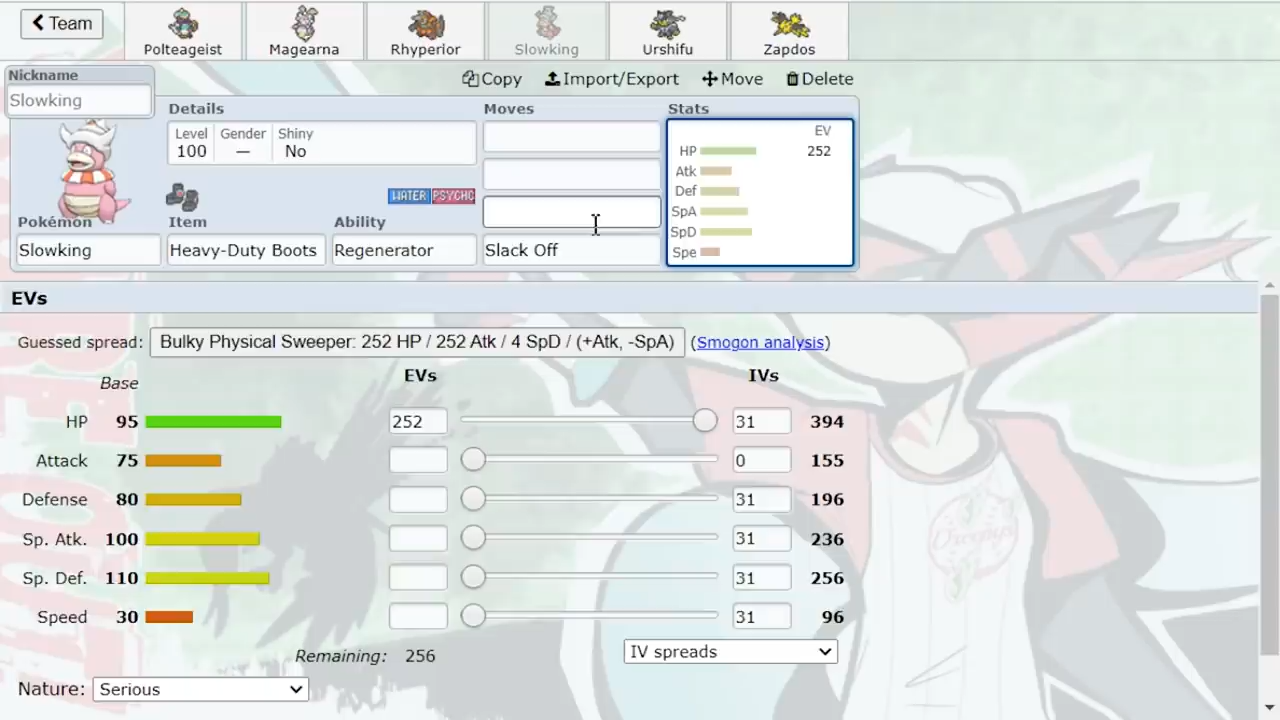 Team
Polteageist
Magearna
Rhyperior
Slowking
Urshifu
Zapdos
Nickname
Slowking
Copy
Import/Export
Move
Delete
Details
Moves
Stats
Level
100
Gender
—
Shiny
No
WATER PSYCHC
Pokémon
Slowking
Item
Heavy-Duty Boots
Ability
Regenerator
Slack Off
EV
HP 252
Atk
Def
SpA
SpD
Spe
EVs
Guessed spread: Bulky Physical Sweeper: 252 HP / 252 Atk / 4 SpD / (+Atk, -SpA) (Smogon analysis)
Base EVs IVs
HP 95 252 31 394
Attack 75 0 155
Defense 80 31 196
Sp. Atk. 100 31 236
Sp. Def. 110 31 256
Speed 30 31 96
Remaining: 256
IV spreads
Nature: Serious